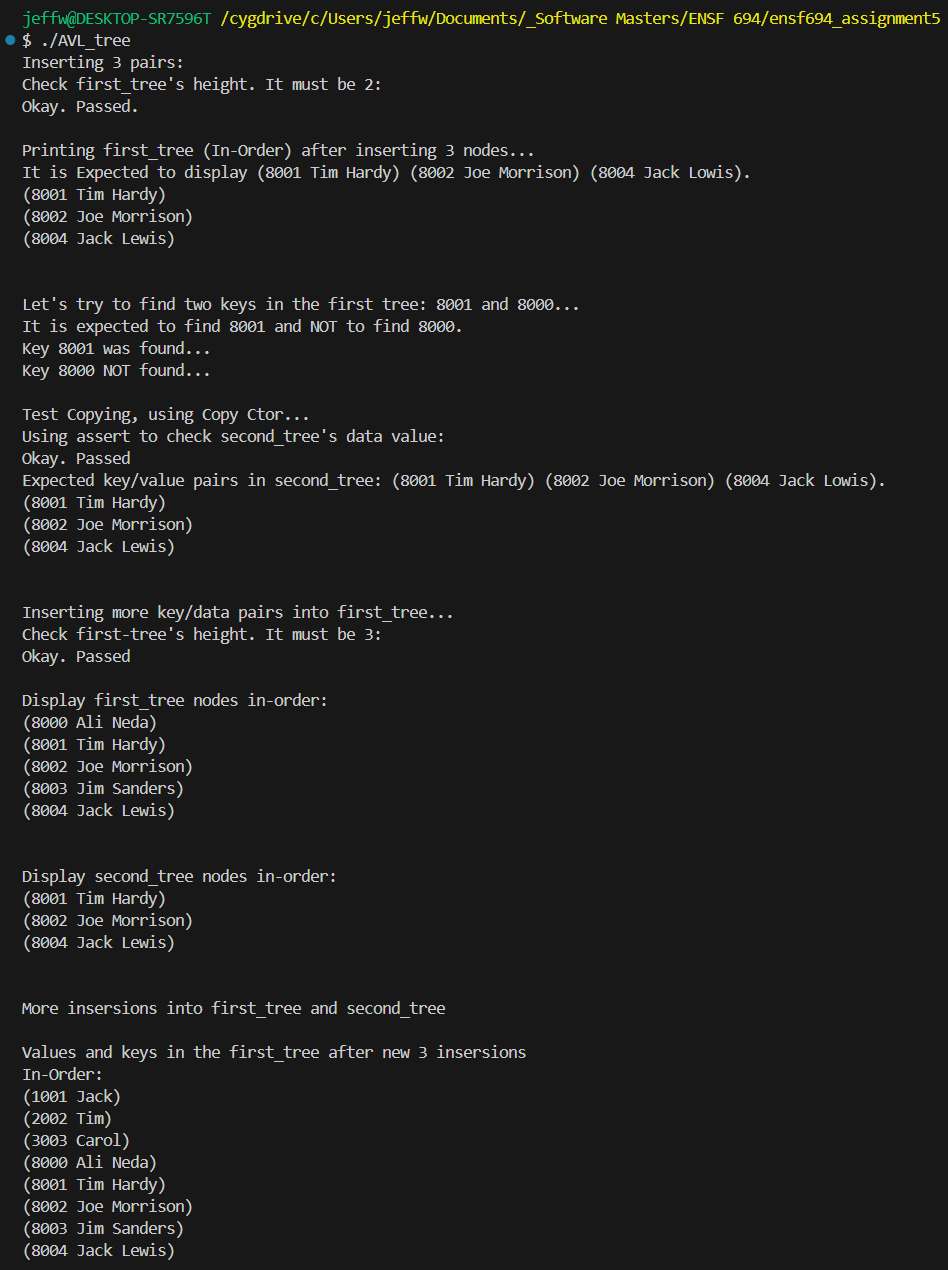 jeffw@DESKTOP-SR7596T /cygdrive/c/Users/jeffw/Documents/_Software Masters/ENSF 694/ensf694_assignment5
$ ./AVL_tree
Inserting 3 pairs:
Check first_tree's height. It must be 2:
Okay. Passed.
Printing first_tree (In-Order) after inserting 3 nodes...
It is Expected to display (8001 Tim Hardy) (8002 Joe Morrison) (8004 Jack Lowis).
(8001 Tim Hardy)
(8002 Joe Morrison)
(8004 Jack Lewis)
Let's try to find two keys in the first tree: 8001 and 8000...
It is expected to find 8001 and NOT to find 8000.
Key 8001 was found...
Key 8000 NOT found...
Test Copying, using Copy Ctor...
Using assert to check second_tree's data value:
Okay. Passed
Expected key/value pairs in second_tree: (8001 Tim Hardy) (8002 Joe Morrison) (8004 Jack Lowis).
(8001 Tim Hardy)
(8002 Joe Morrison)
(8004 Jack Lewis)
Inserting more key/data pairs into first_tree...
Check first-tree's height. It must be 3:
Okay. Passed
Display first_tree nodes in-order:
(8000 Ali Neda)
(8001 Tim Hardy)
(8002 Joe Morrison)
(8003 Jim Sanders)
(8004 Jack Lewis)
Display second_tree nodes in-order:
(8001 Tim Hardy)
(8002 Joe Morrison)
(8004 Jack Lewis)
More insersions into first_tree and second_tree
Values and keys in the first_tree after new 3 insersions
In-Order:
(1001 Jack)
(2002 Tim)
(3003 Carol)
(8000 Ali Neda)
(8001 Tim Hardy)
(8002 Joe Morrison)
(8003 Jim Sanders)
(8004 Jack Lewis)